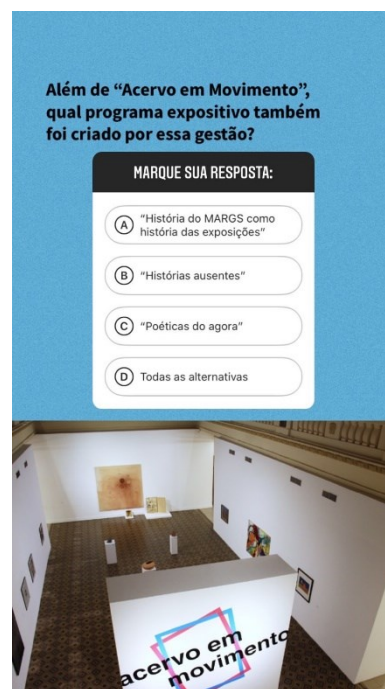 Além de “Acervo em Movimento”,
qual programa expositivo também
foi criado por essa gestão?
MARQUE SUA RESPOSTA:
A
“História do MARGS como
história das exposições”
B
“Histórias ausentes”
C
“Poéticas do agora”
D
Todas as alternativas
acervo em
movimento